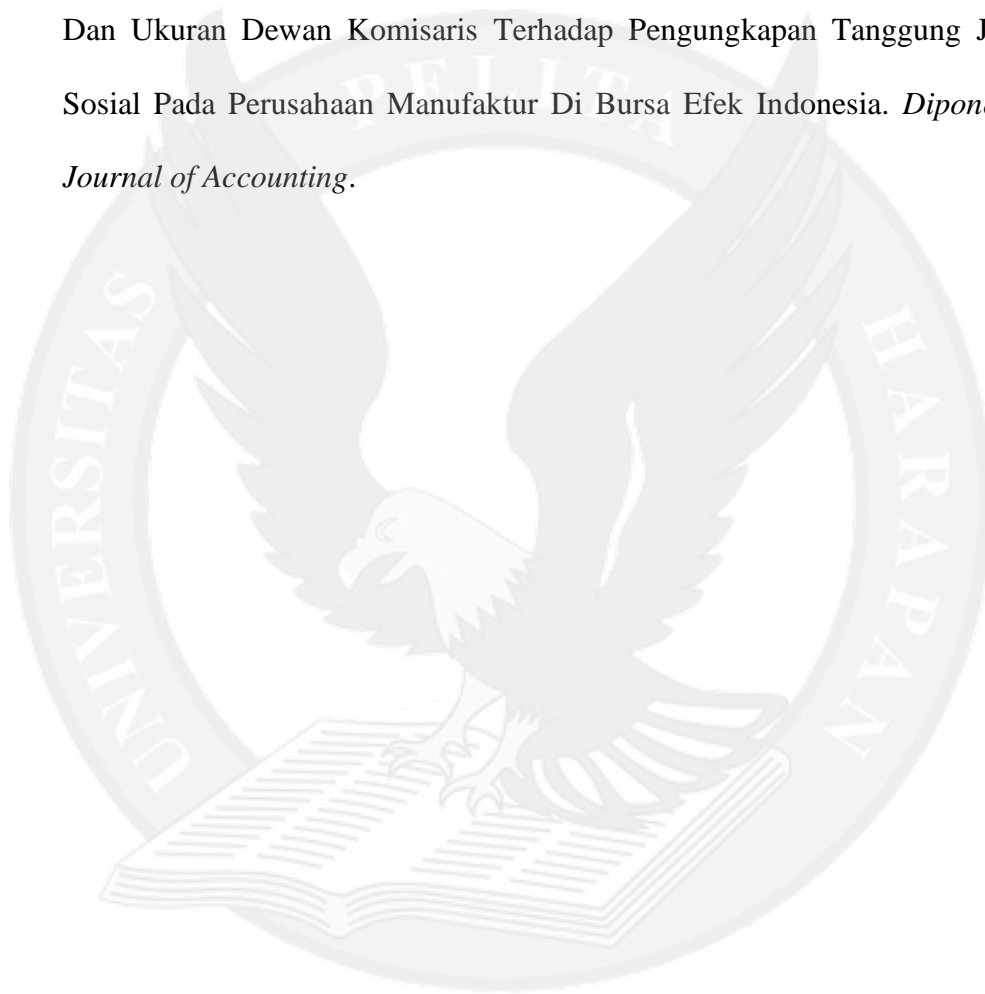 Dan Ukuran Dewan Komisaris Terhadap Pengungkapan Tanggung J
Sosial Pada Perusahaan Manufaktur Di Bursa Efek Indonesia. Dipon
Journal of Accounting.
UNIVERSITAS PELITA HARAPAN